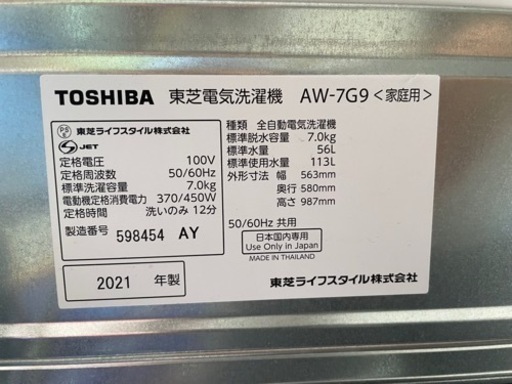 TOSHIBA 東芝電気洗濯機 AW-7G9<家庭用>
PSE
東芝ライフスタイル株式会社
S JET
定格電圧 100V
定格周波数 50/60Hz
標準洗濯容量 7.0kg
電動機定格消費電力 370/450W
定格時間 洗いのみ 12分
製造番号 598454 AY
2021 年製
種類 全自動電気洗濯機
標準脱水容量 7.0kg
標準水量 56L
標準使用水量 113L
外形寸法 幅 563mm
奥行 580mm
高さ 987mm
50/60Hz 共用
日本国内専用
Use Only in Japan
MADE IN THAILAND
東芝ライフスタイル株式会社